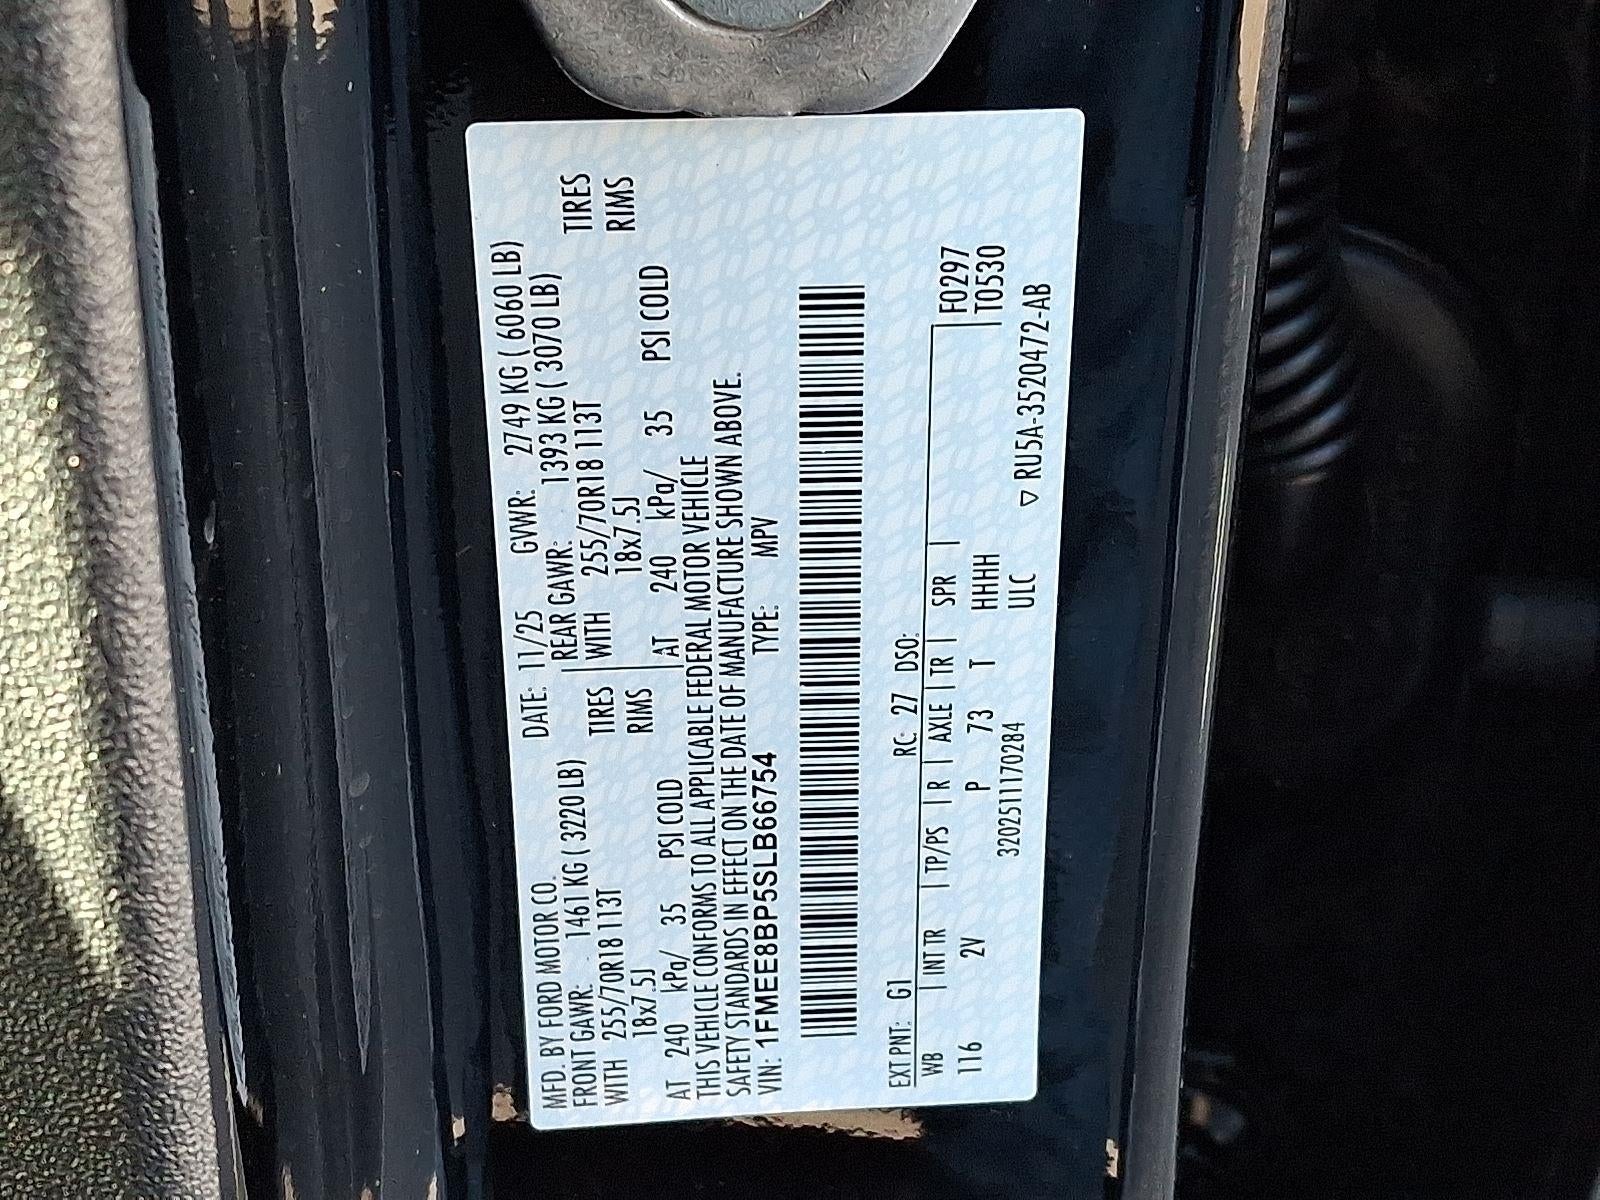 MFD. BY FORD MOTOR CO. DATE: 11/25 GVWR: 2749 KG ( 6060 LB)
FRONT GAWR: 1461 KG ( 3220 LB) REAR GAWR: 1393 KG ( 3070 LB)
WITH 255/70R18 113T TIRES WITH 255/70R18 113T TIRES
18x7.5J RIMS 18x7.5J RIMS
AT 240 kPa/ 35 PSI COLD AT 240 kPa/ 35 PSI COLD
THIS VEHICLE CONFORMS TO ALL APPLICABLE FEDERAL MOTOR VEHICLE
SAFETY STANDARDS IN EFFECT ON THE DATE OF MANUFACTURE SHOWN ABOVE.
VIN: 1FMEE8BP5SLB66754 TYPE: MPV
EXT PNT: G1 RC: 27 DSO:
WB | INT TR | TP/PS | R | AXLE | TR | SPR | F0297
116 2V P 73 T HHHH T0530
3202511170284 ULC
▽ RU5A-3520472-AB